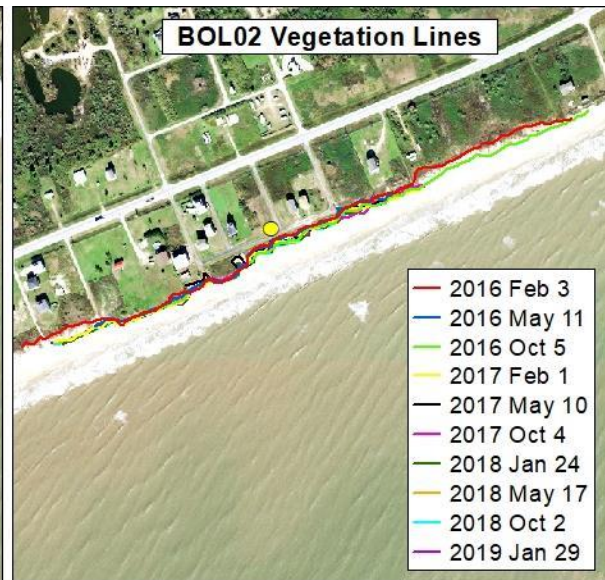 BOL02 Vegetation Lines
2016 Feb 3
2016 May 11
2016 Oct 5
2017 Feb 1
2017 May 10
2017 Oct 4
2018 Jan 24
2018 May 17
2018 Oct 2
2019 Jan 29